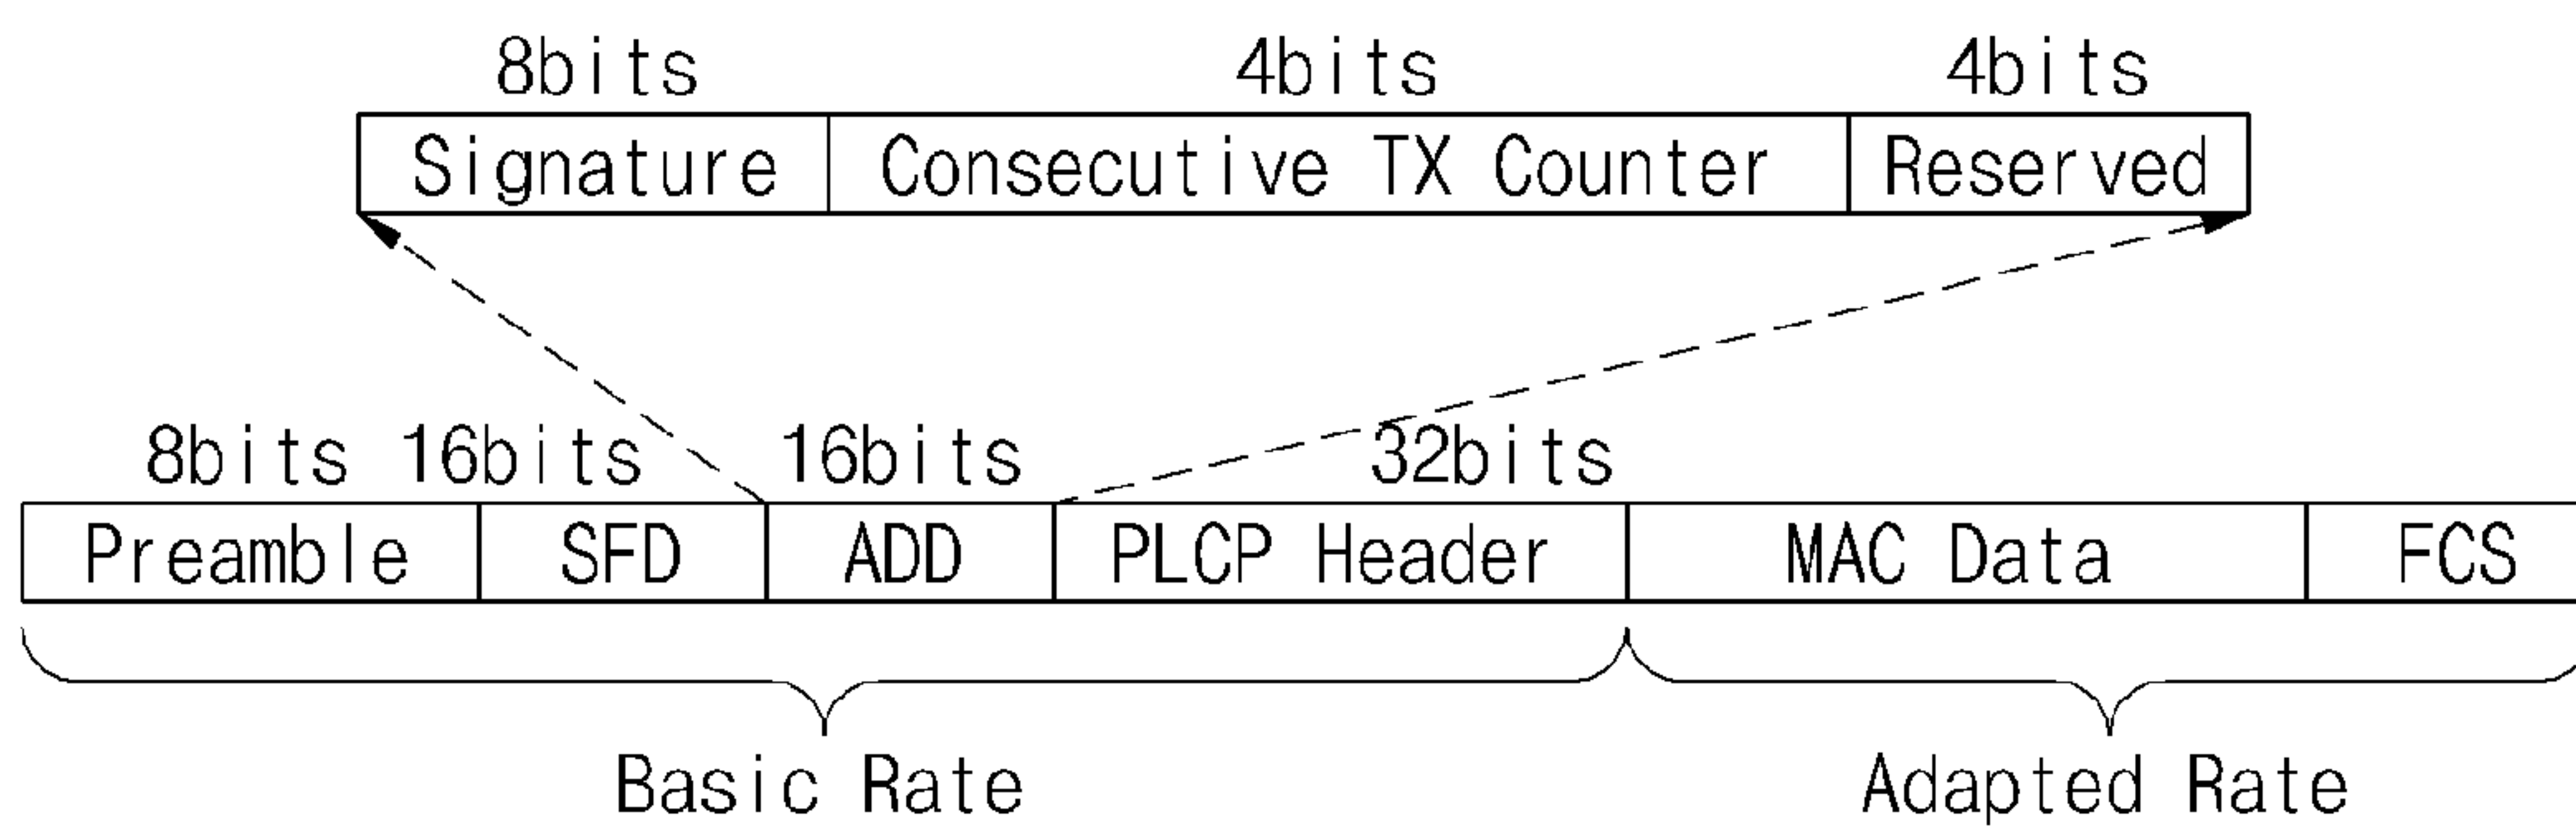 8bits 4bits 4bits
Signature Consecutive TX Counter Reserved
8bits 16bits 16bits 32bits
Preamble SFD ADD PLCP Header MAC Data FCS
Basic Rate Adapted Rate